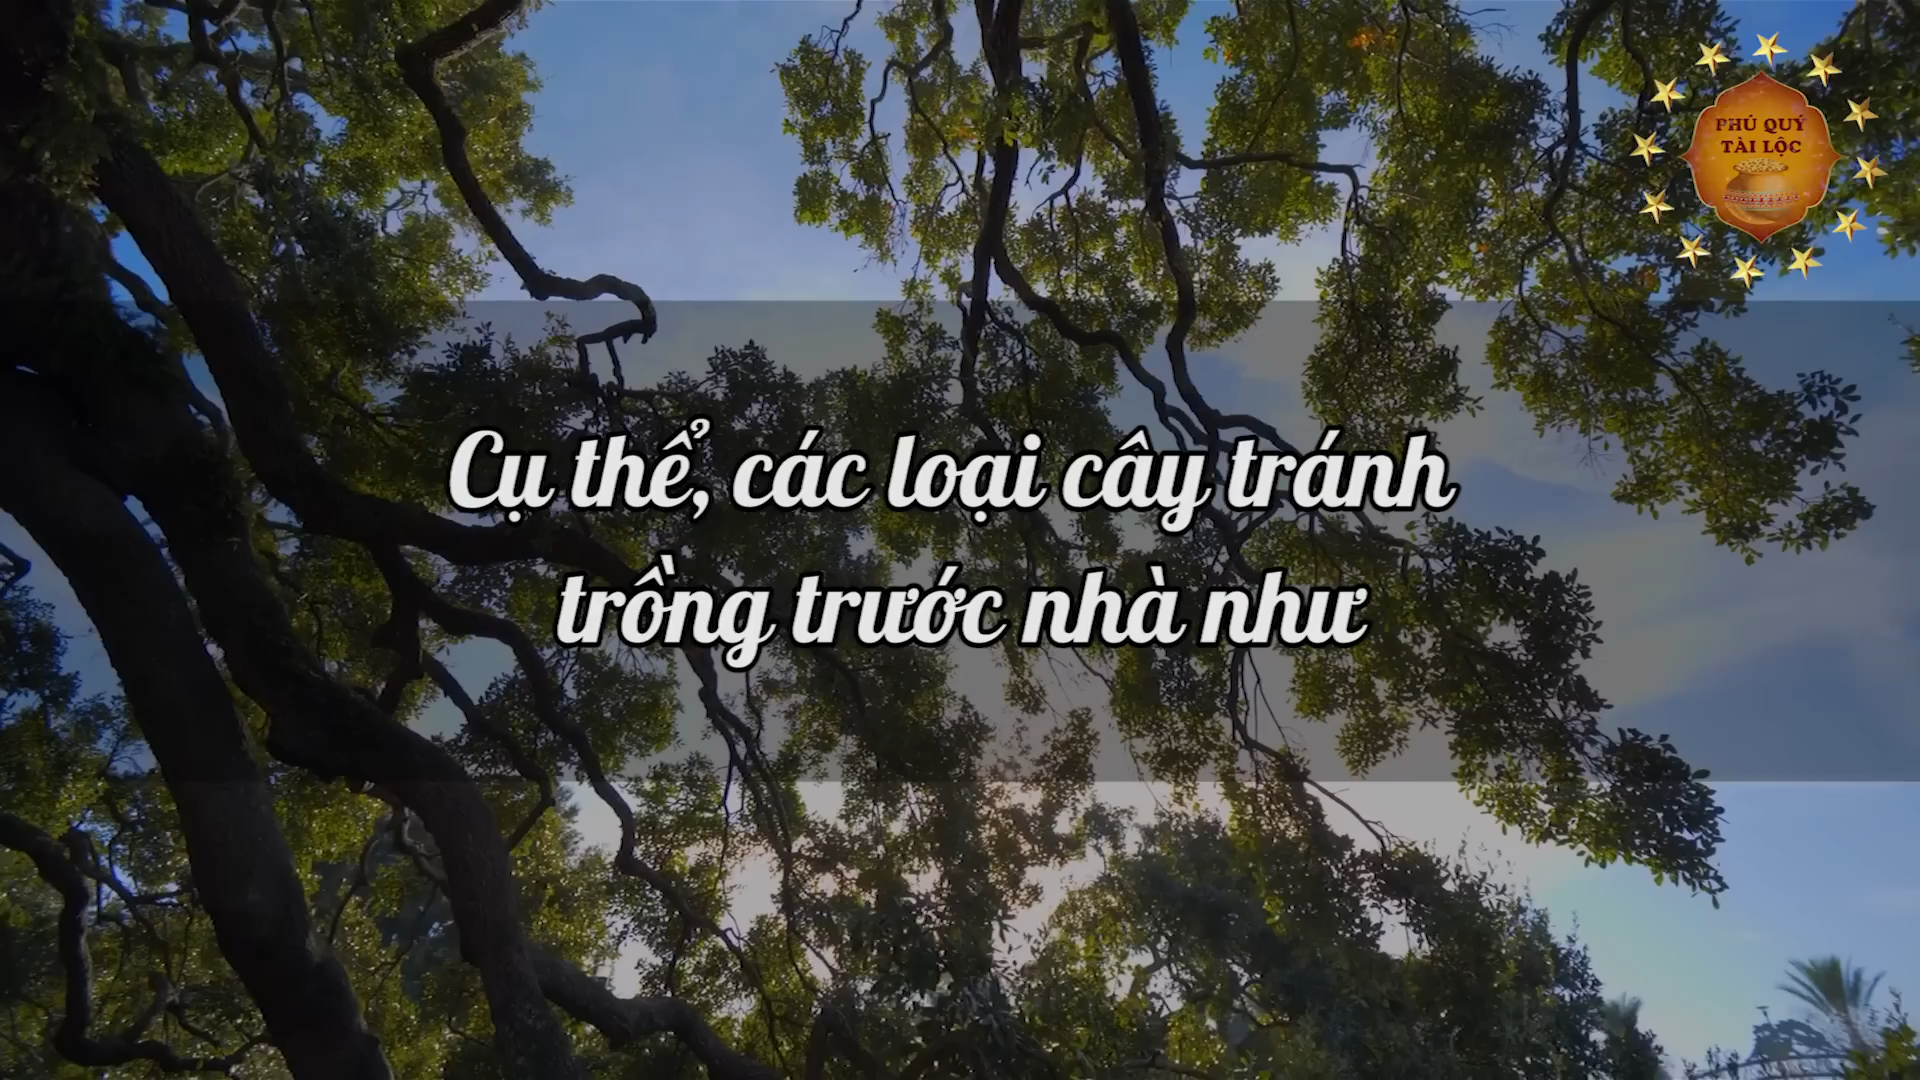 PHÚ QUÝ
TÀI LỘC
Cụ thể, các loại cây tránh
trồng trước nhà như